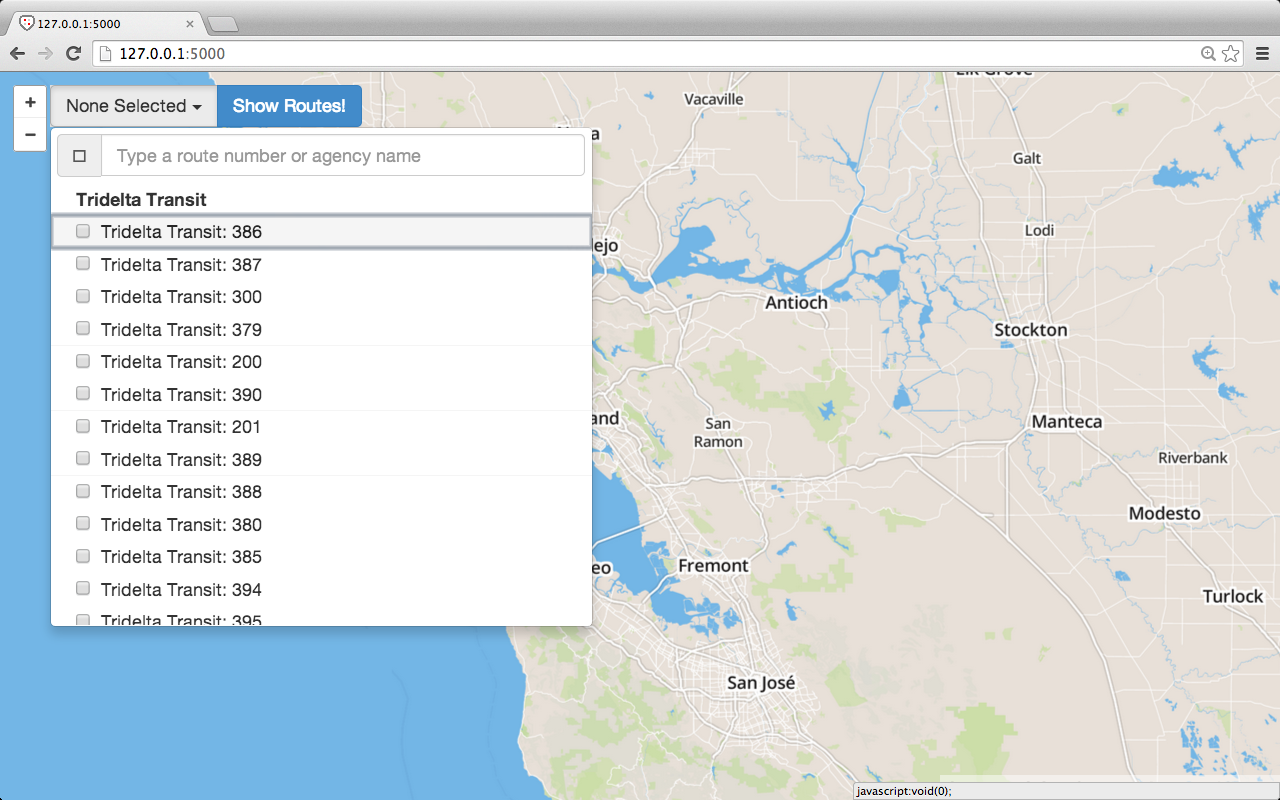 127.0.0.1:5000
127.0.0.1:5000
+
−
None Selected
Show Routes!
Type a route number or agency name
Tridelta Transit
Tridelta Transit: 386
Tridelta Transit: 387
Tridelta Transit: 300
Tridelta Transit: 379
Tridelta Transit: 200
Tridelta Transit: 390
Tridelta Transit: 201
Tridelta Transit: 389
Tridelta Transit: 388
Tridelta Transit: 380
Tridelta Transit: 385
Tridelta Transit: 394
Tridelta Transit: 395
Elk Grove
Vacaville
a
Galt
Lodi
ejo
Antioch
Stockton
and
San
Ramon
Manteca
Riverbank
Modesto
eo
Fremont
Turlock
San José
javascript:void(0);